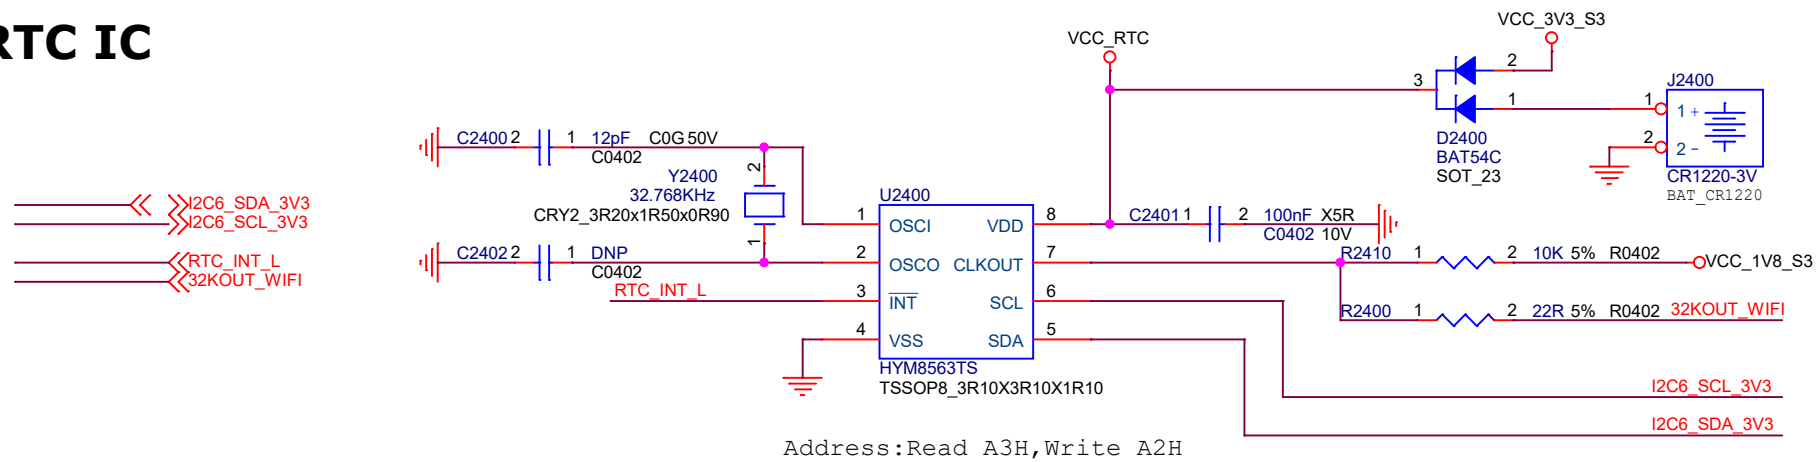 RTC IC
VCC_3V3_S3
VCC_RTC
3
2
1
D2400
BAT54C
SOT_23
J2400
1
2
1 +
2 -
CR1220-3V
BAT_CR1220
C2400 2 1 12pF C0G 50V
C0402
Y2400
32.768KHz
CRY2_3R20x1R50x0R90
2
1
C2402 2 1 DNP
C0402
I2C6_SDA_3V3
I2C6_SCL_3V3
RTC_INT_L
32KOUT_WIFI
RTC_INT_L
U2400
1 OSCI VDD 8
2 OSCO CLKOUT 7
3 INT SCL 6
4 VSS SDA 5
HYM8563TS
TSSOP8_3R10X3R10X1R10
C2401 1 2 100nF X5R
C0402 10V
R2410 1 2 10K 5% R0402 VCC_1V8_S3
R2400 1 2 22R 5% R0402 32KOUT_WIFI
I2C6_SCL_3V3
I2C6_SDA_3V3
Address:Read A3H,Write A2H